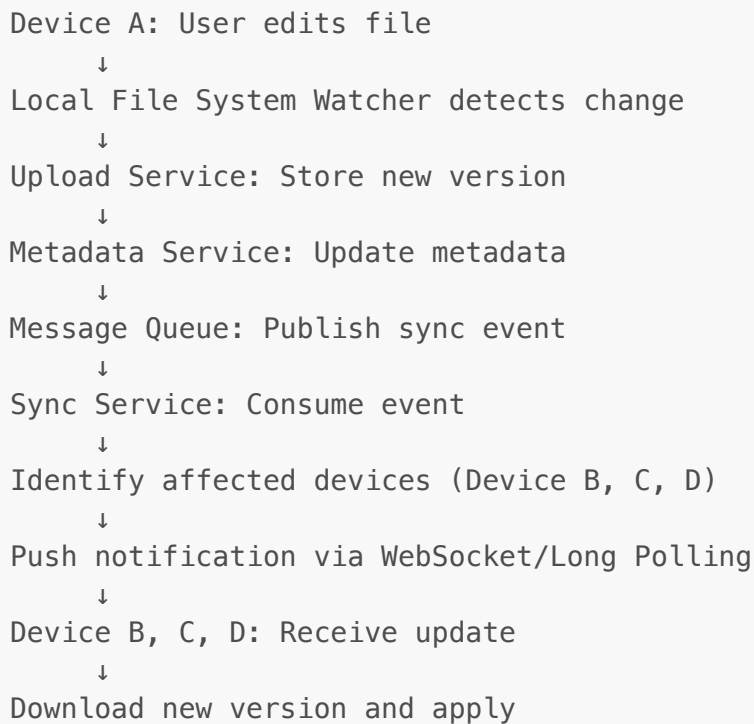 Device A: User edits file
↓
Local File System Watcher detects change
↓
Upload Service: Store new version
↓
Metadata Service: Update metadata
↓
Message Queue: Publish sync event
↓
Sync Service: Consume event
↓
Identify affected devices (Device B, C, D)
↓
Push notification via WebSocket/Long Polling
↓
Device B, C, D: Receive update
↓
Download new version and apply